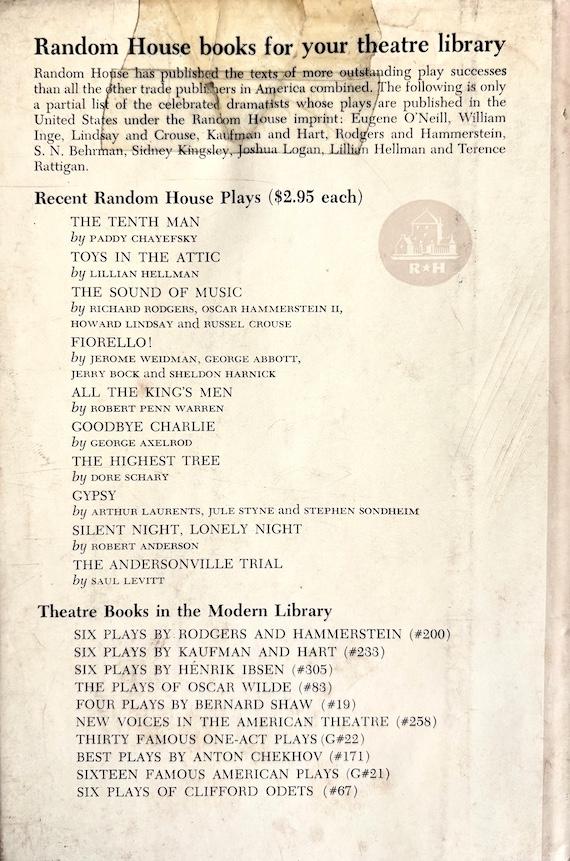 Random House books for your theatre library
Random House has published the texts of more outstanding play successes
than all the other trade publishers in America combined. The following is only
a partial list of the celebrated dramatists whose plays are published in the
United States under the Random House imprint: Eugene O'Neill, William
Inge, Lindsay and Crouse, Kaufman and Hart, Rodgers and Hammerstein,
S. N. Behrman, Sidney Kingsley, Joshua Logan, Lillian Hellman and Terence
Rattigan.
Recent Random House Plays ($2.95 each)
THE TENTH MAN
by PADDY CHAYEFSKY
TOYS IN THE ATTIC
by LILLIAN HELLMAN
THE SOUND OF MUSIC
by RICHARD RODGERS, OSCAR HAMMERSTEIN II,
HOWARD LINDSAY and RUSSEL CROUSE
FIORELLO!
by JEROME WEIDMAN, GEORGE ABBOTT,
JERRY BOCK and SHELDON HARNICK
ALL THE KING'S MEN
by ROBERT PENN WARREN
GOODBYE CHARLIE
by GEORGE AXELROD
THE HIGHEST TREE
by DORE SCHARY
GYPSY
by ARTHUR LAURENTS, JULE STYNE and STEPHEN SONDHEIM
SILENT NIGHT, LONELY NIGHT
by ROBERT ANDERSON
THE ANDERSONVILLE TRIAL
by SAUL LEVITT
R★H
Theatre Books in the Modern Library
SIX PLAYS BY RODGERS AND HAMMERSTEIN (#200)
SIX PLAYS BY KAUFMAN AND HART (#233)
SIX PLAYS BY HENRIK IBSEN (#305)
THE PLAYS OF OSCAR WILDE (#83)
FOUR PLAYS BY BERNARD SHAW (#19)
NEW VOICES IN THE AMERICAN THEATRE (#258)
THIRTY FAMOUS ONE-ACT PLAYS (G#22)
BEST PLAYS BY ANTON CHEKHOV (#171)
SIXTEEN FAMOUS AMERICAN PLAYS (G#21)
SIX PLAYS OF CLIFFORD ODETS (#67)